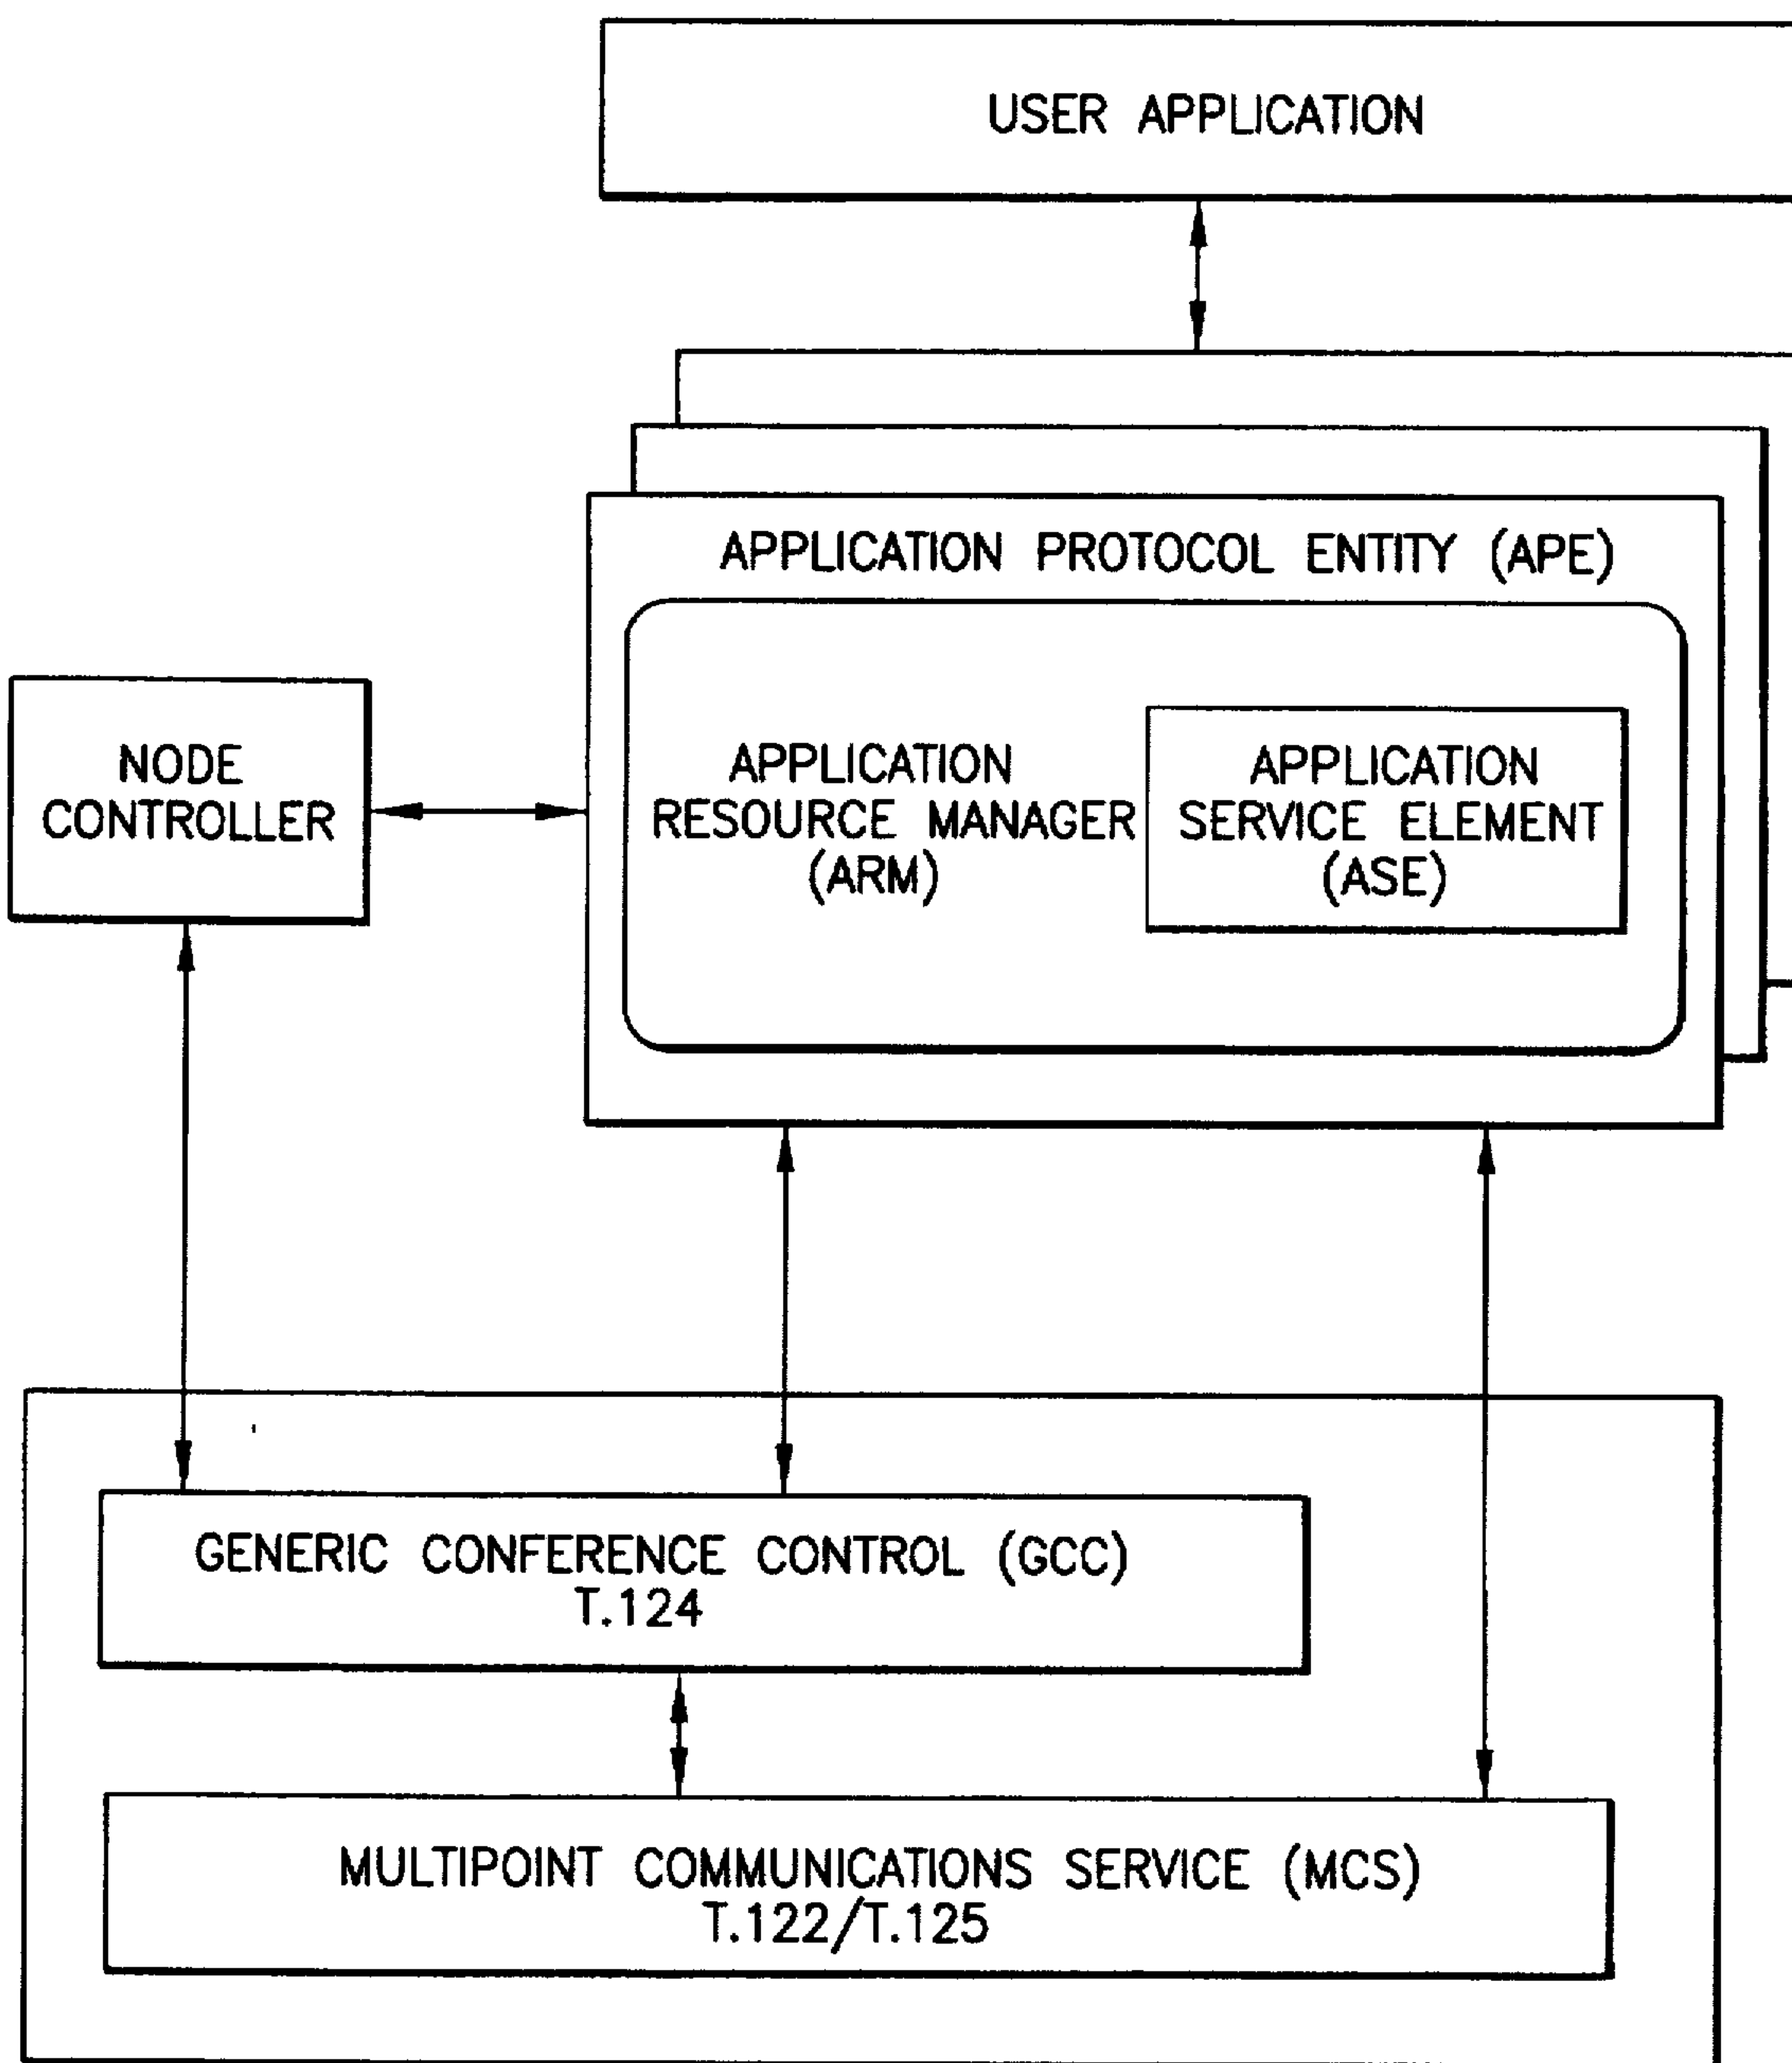 USER APPLICATION
APPLICATION PROTOCOL ENTITY (APE)
NODE
CONTROLLER
APPLICATION
RESOURCE MANAGER
(ARM)
APPLICATION
SERVICE ELEMENT
(ASE)
GENERIC CONFERENCE CONTROL (GCC)
T.124
MULTIPOINT COMMUNICATIONS SERVICE (MCS)
T.122/T.125